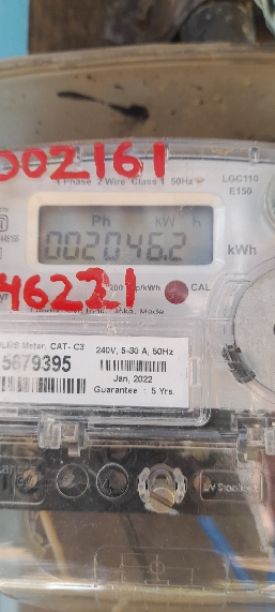 002161
LGC110
E150
1 Phase 2 Wire Class 1 50Hz
Ph kW h
002046.2 kWh
CAL
46221
Meter, CAT- C3
5679395
240V, 5-30 A, 50Hz
Jan, 2022
Guarantee : 5 Yrs.